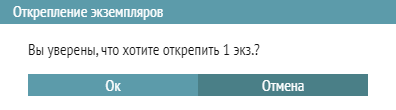 Открепление экземпляров
Вы уверены, что хотите открепить 1 экз.?
Ок
Отмена